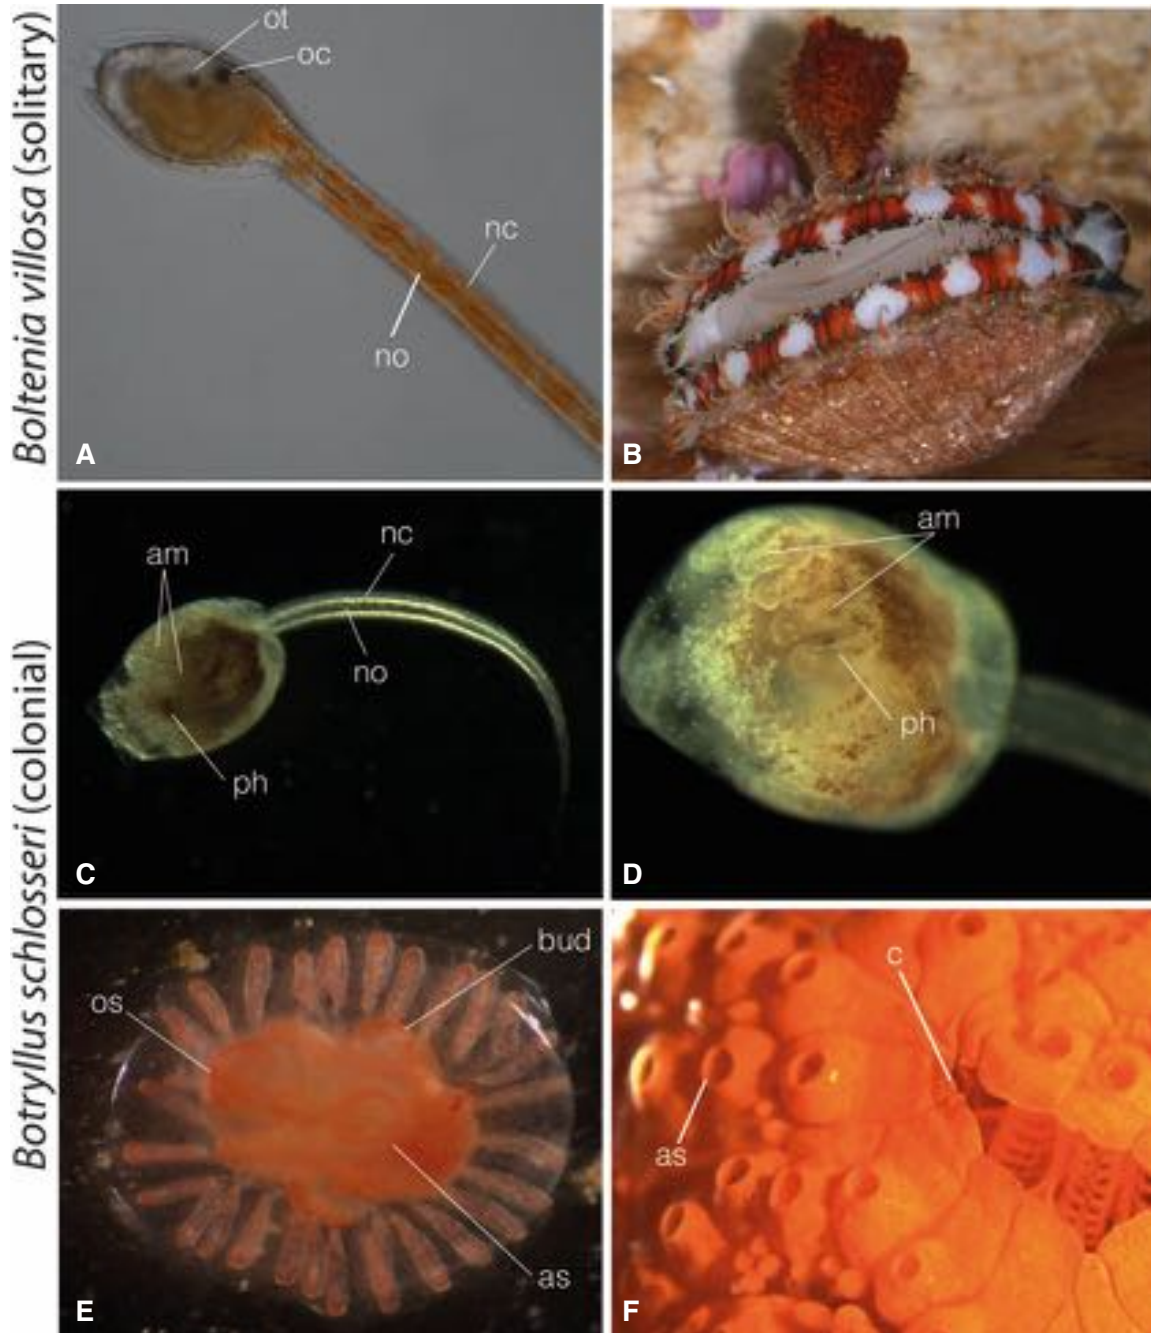 Boltenia villosa (solitary)
ot
oc
nc
no
A
B
Botryllus schlosseri (colonial)
am
nc
no
ph
C
am
ph
D
bud
os
as
E
c
as
F